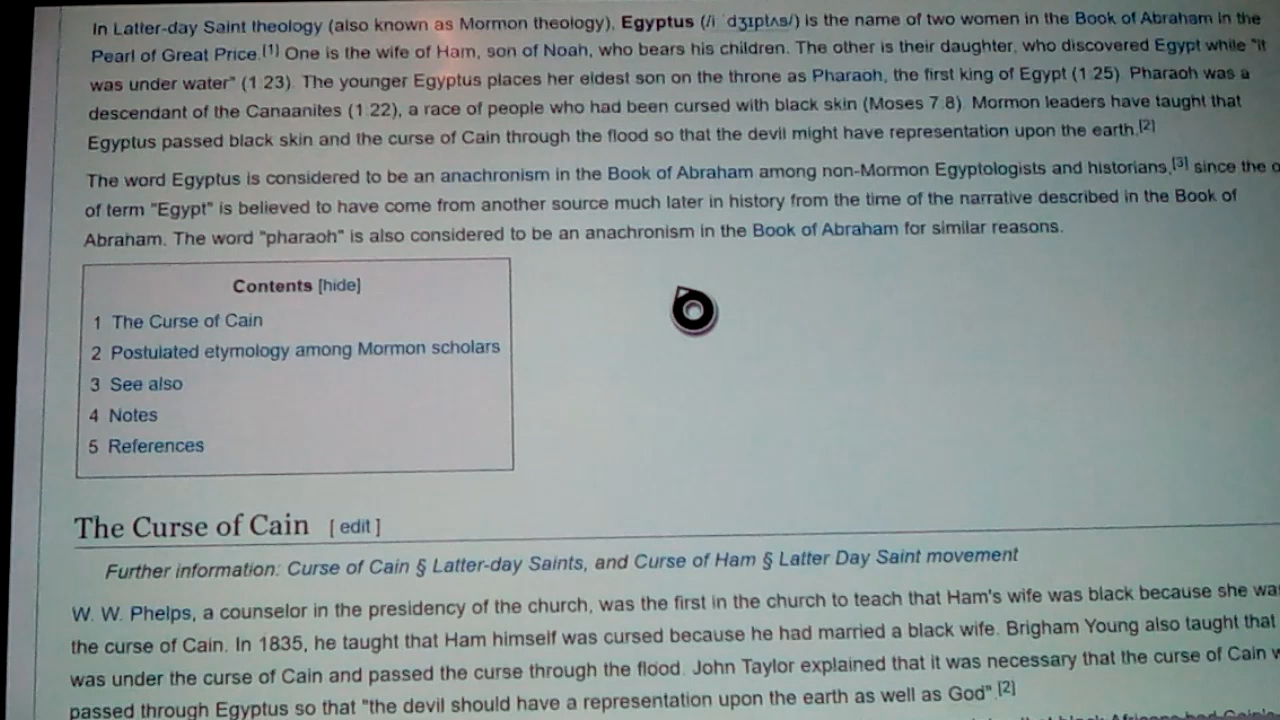 In Latter-day Saint theology (also known as Mormon theology), Egyptus (/iˈdʒɪptʌs/) is the name of two women in the Book of Abraham in the
Pearl of Great Price.[1] One is the wife of Ham, son of Noah, who bears his children. The other is their daughter, who discovered Egypt while "it
was under water" (1:23). The younger Egyptus places her eldest son on the throne as Pharaoh, the first king of Egypt (1:25). Pharaoh was a
descendant of the Canaanites (1:22), a race of people who had been cursed with black skin (Moses 7:8). Mormon leaders have taught that
Egyptus passed black skin and the curse of Cain through the flood so that the devil might have representation upon the earth.[2]
The word Egyptus is considered to be an anachronism in the Book of Abraham among non-Mormon Egyptologists and historians,[3] since the
of term "Egypt" is believed to have come from another source much later in history from the time of the narrative described in the Book of
Abraham. The word "pharaoh" is also considered to be an anachronism in the Book of Abraham for similar reasons.
Contents [hide]
1 The Curse of Cain
2 Postulated etymology among Mormon scholars
3 See also
4 Notes
5 References
The Curse of Cain [ edit ]
Further information: Curse of Cain § Latter-day Saints, and Curse of Ham § Latter Day Saint movement
W. W. Phelps, a counselor in the presidency of the church, was the first in the church to teach that Ham's wife was black because she
the curse of Cain. In 1835, he taught that Ham himself was cursed because he had married a black wife. Brigham Young also taught that
was under the curse of Cain and passed the curse through the flood. John Taylor explained that it was necessary that the curse of Cain
passed through Egyptus so that "the devil should have a representation upon the earth as well as God".[2]